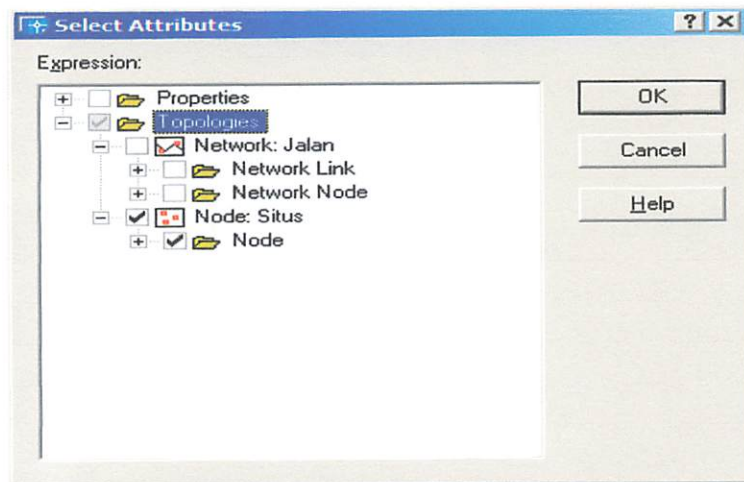 Select Attributes
Expression:
Properties
Topologies
Network: Jalan
Network Link
Network Node
Node: Situs
Node
OK
Cancel
Help